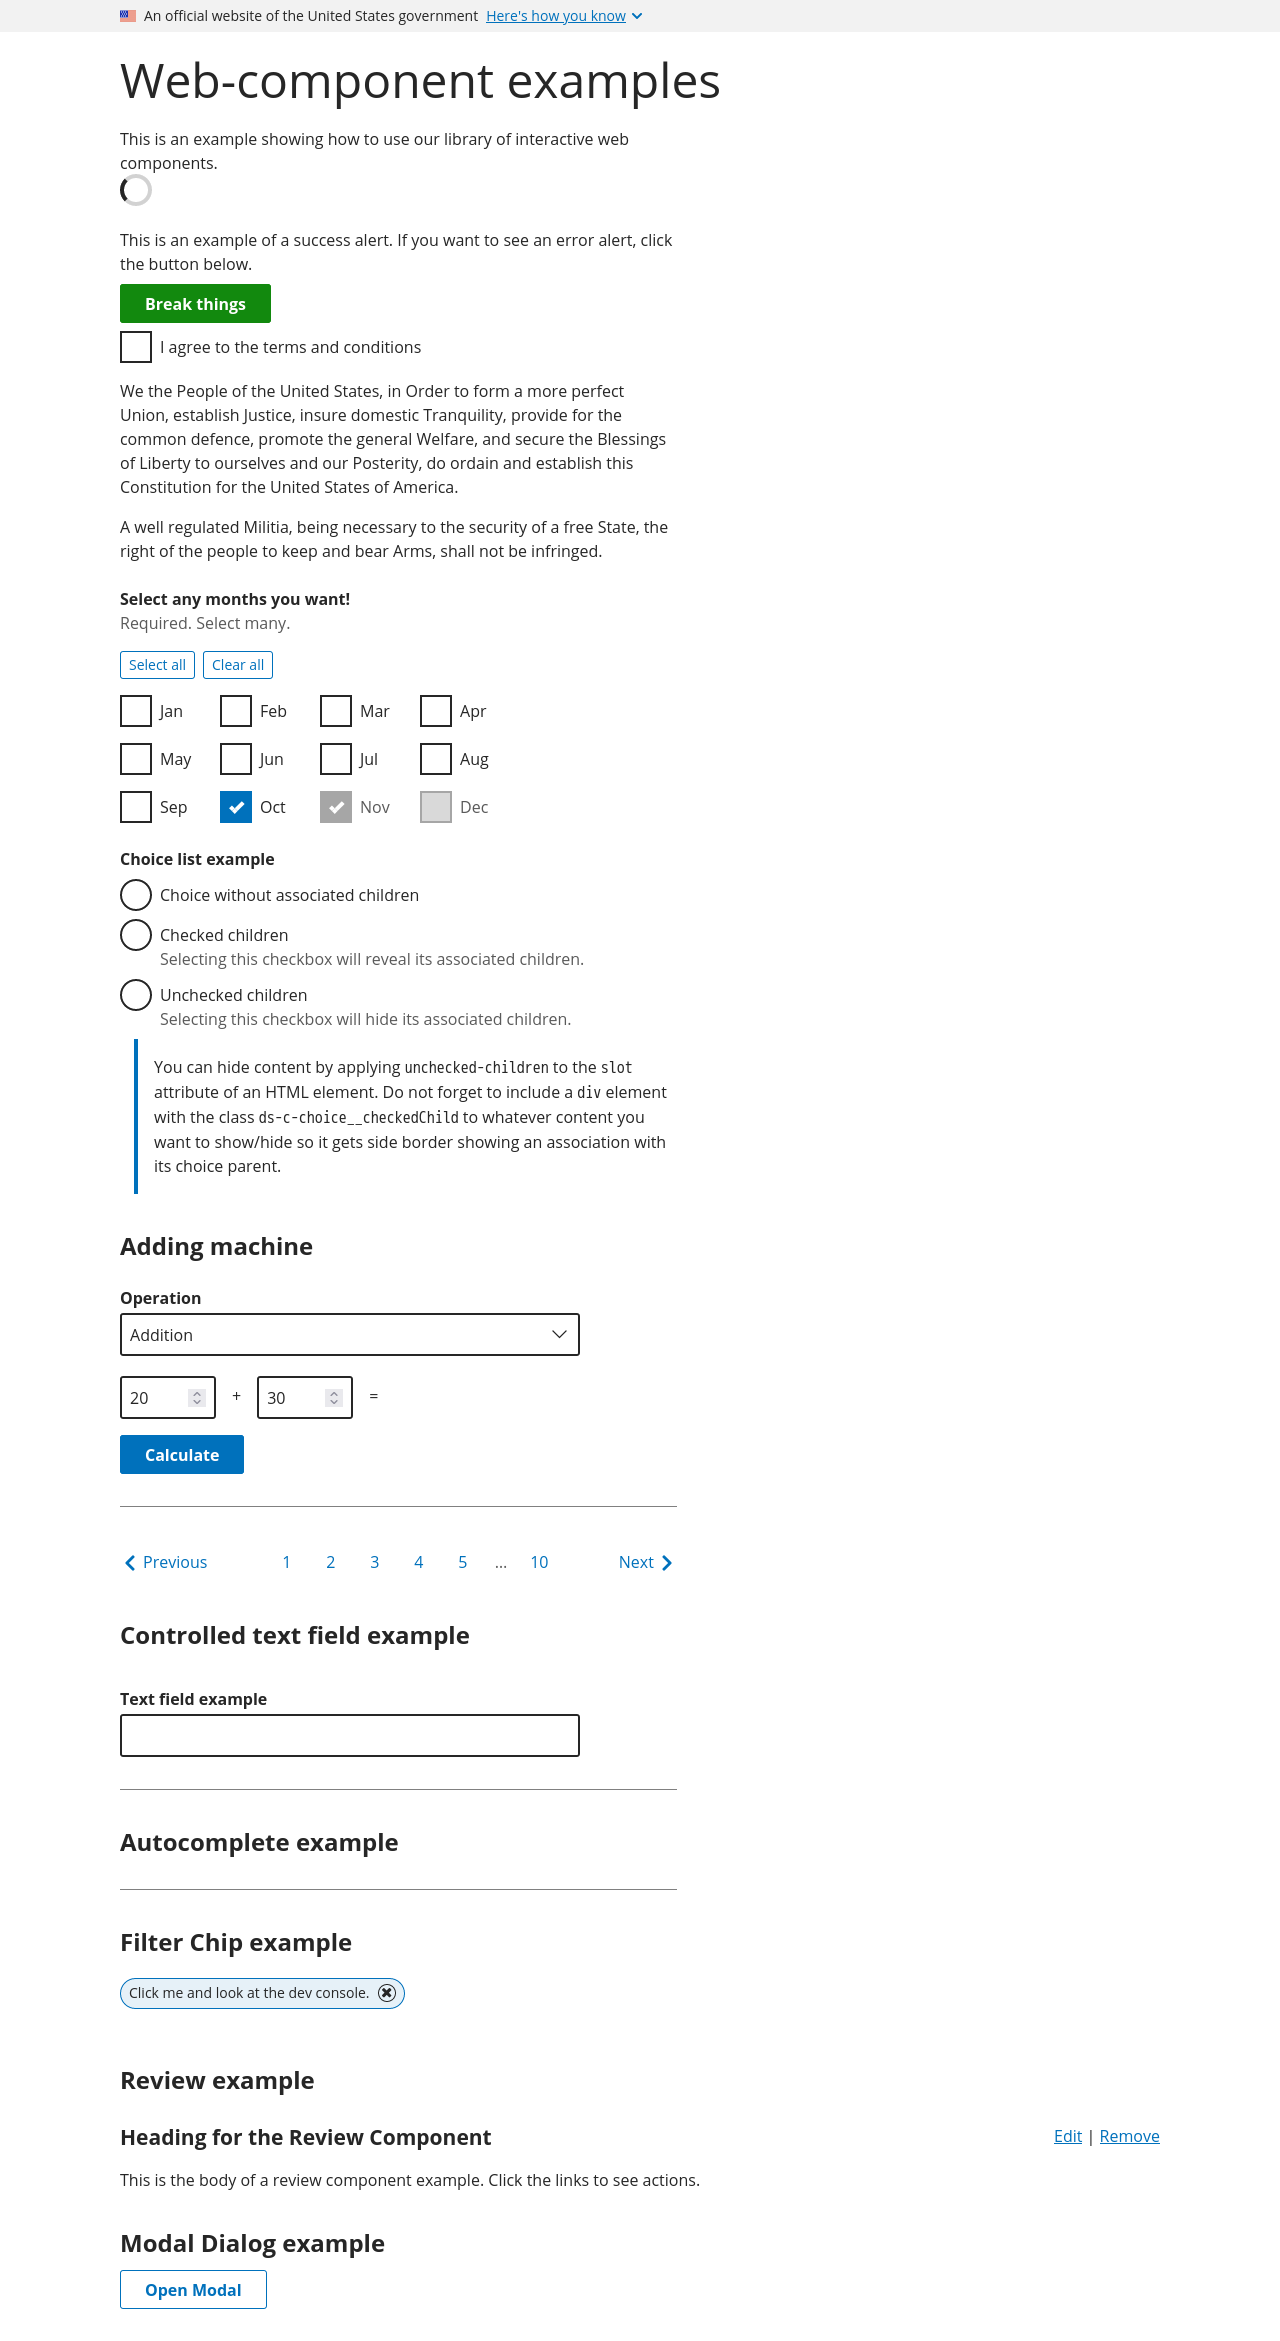 An official website of the United States government Here's how you know
Web-component examples
This is an example showing how to use our library of interactive web
components.
This is an example of a success alert. If you want to see an error alert, click
the button below.
Break things
I agree to the terms and conditions
We the People of the United States, in Order to form a more perfect
Union, establish Justice, insure domestic Tranquility, provide for the
common defence, promote the general Welfare, and secure the Blessings
of Liberty to ourselves and our Posterity, do ordain and establish this
Constitution for the United States of America.
A well regulated Militia, being necessary to the security of a free State, the
right of the people to keep and bear Arms, shall not be infringed.
Select any months you want!
Required. Select many.
Select all Clear all
Jan Feb Mar Apr
May Jun Jul Aug
Sep Oct Nov Dec
Choice list example
Choice without associated children
Checked children
Selecting this checkbox will reveal its associated children.
Unchecked children
Selecting this checkbox will hide its associated children.
You can hide content by applying unchecked-children to the slot
attribute of an HTML element. Do not forget to include a div element
with the class ds-c-choice__checkedChild to whatever content you
want to show/hide so it gets side border showing an association with
its choice parent.
Adding machine
Operation
Addition
20 + 30 =
Calculate
Previous 1 2 3 4 5 ... 10 Next
Controlled text field example
Text field example
Autocomplete example
Filter Chip example
Click me and look at the dev console.
Review example
Heading for the Review Component Edit | Remove
This is the body of a review component example. Click the links to see actions.
Modal Dialog example
Open Modal